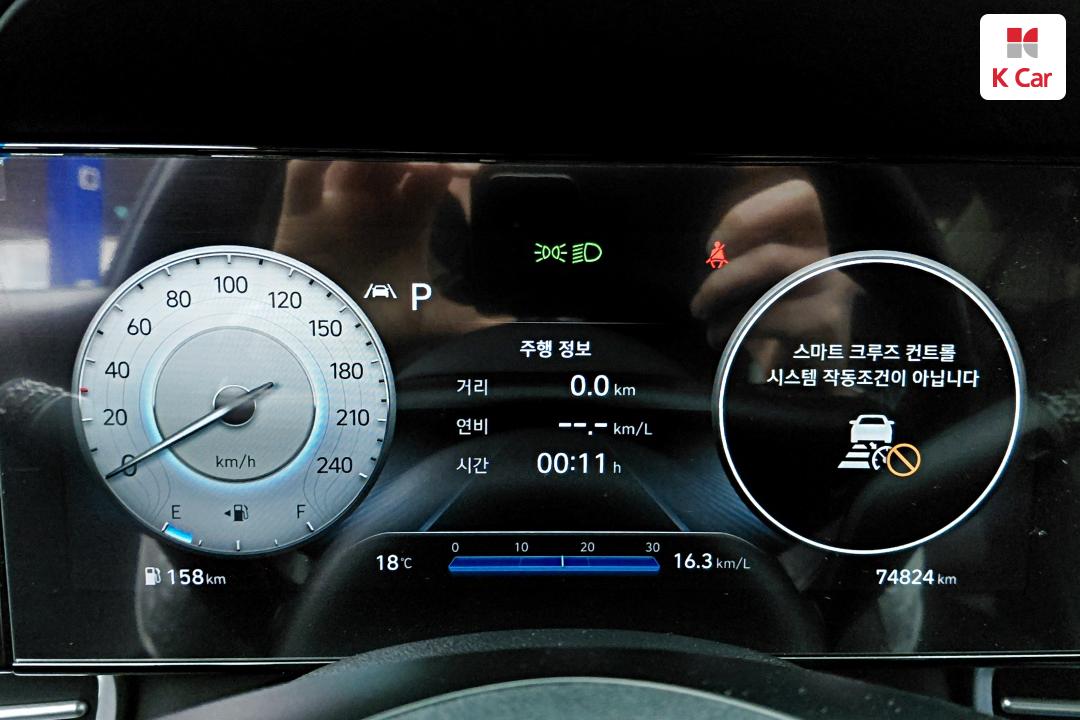 K Car
100
80
120
60
150
40
180
20
210
0
240
km/h
E
F
158 km
P
주행 정보
거리 0.0 km
연비 --.- km/L
시간 00:11 h
18°C
0 10 20 30
16.3 km/L
스마트 크루즈 컨트롤
시스템 작동조건이 아닙니다
74824 km